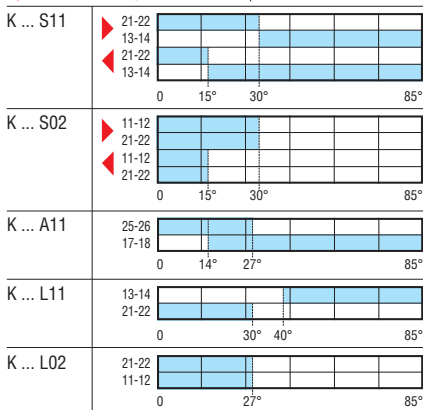 K ... S11
21-22
13-14
21-22
13-14
0 15° 30° 85°
K ... S02
11-12
21-22
11-12
21-22
0 15° 30° 85°
K ... A11
25-26
17-18
0 14° 27° 85°
K ... L11
13-14
21-22
0 30° 40° 85°
K ... L02
21-22
11-12
0 27° 85°